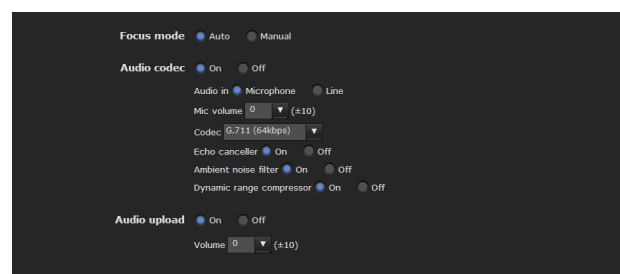 Focus mode Auto Manual
Audio codec On Off
Audio in Microphone Line
Mic volume 0 (±10)
Codec G.711 (64kbps)
Echo canceller On Off
Ambient noise filter On Off
Dynamic range compressor On Off
Audio upload On Off
Volume 0 (±10)